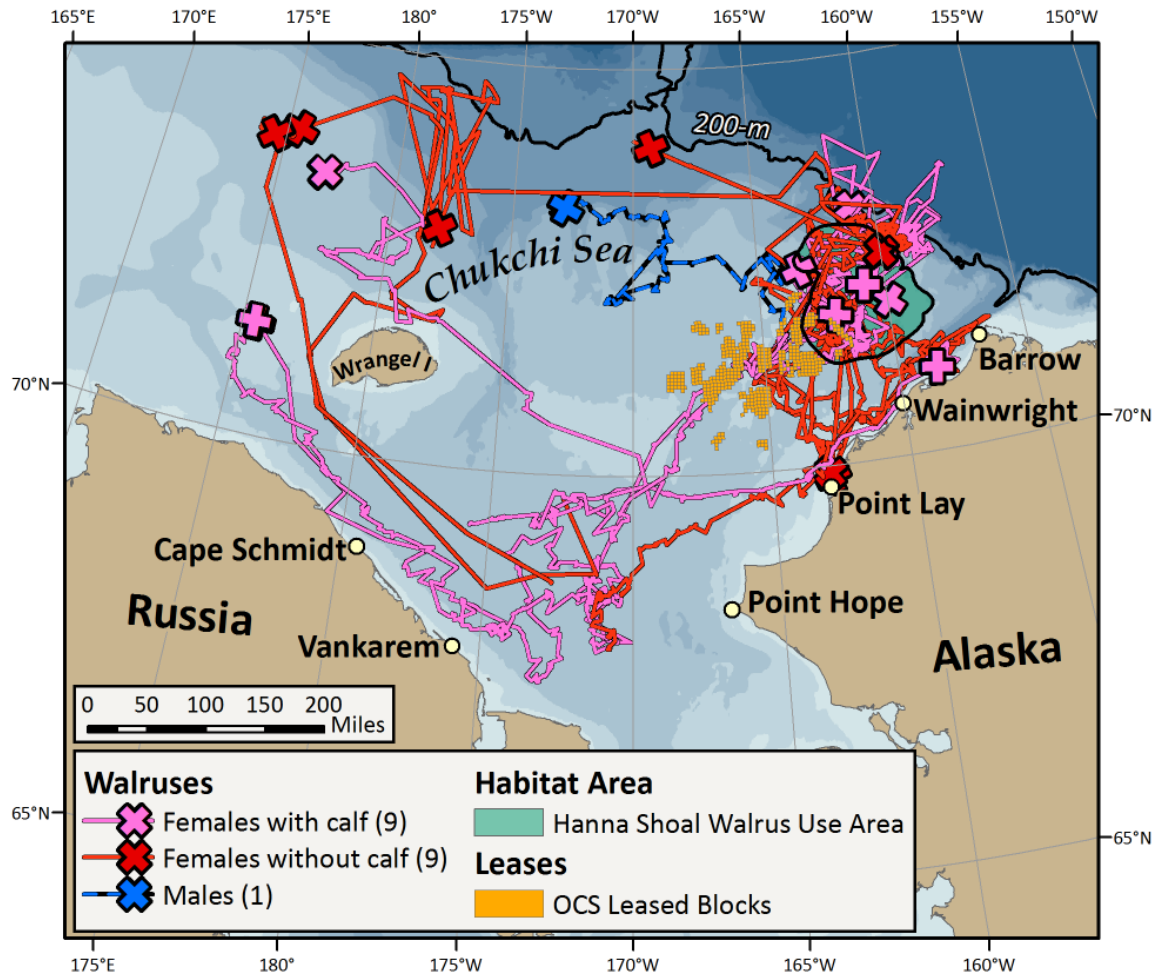 165°E 170°E 175°E 180° 175°W 170°W 165°W 160°W 155°W 150°W
200-m
Chukchi Sea
Wrangell I
Barrow
70°N
Wainwright
70°N
Point Lay
Cape Schmidt
Point Hope
Russia
Vankarem
Alaska
0 50 100 150 200
Miles
Walruses
Females with calf (9)
Females without calf (9)
Males (1)
Habitat Area
Hanna Shoal Walrus Use Area
Leases
OCS Leased Blocks
65°N
65°N
175°E 180° 175°W 170°W 165°W 160°W